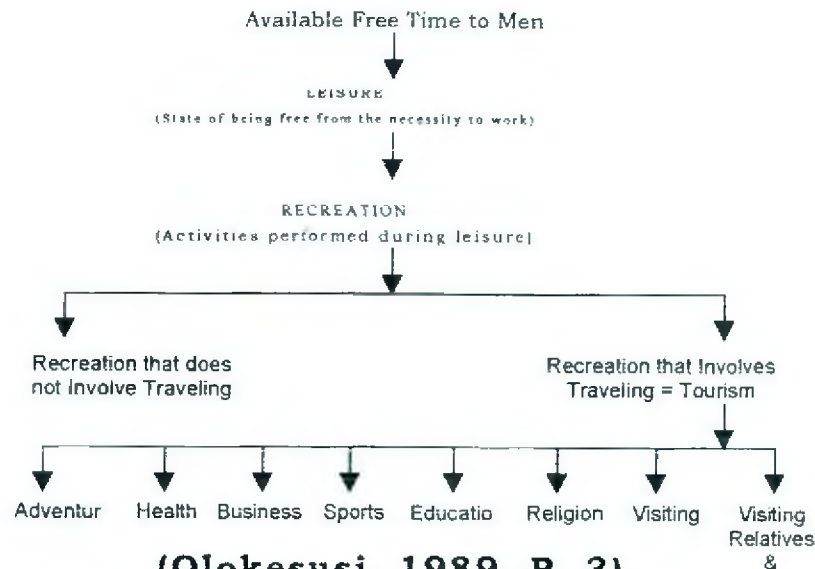 Available Free Time to Men
LEISURE
(State of being free from the necessity to work)
RECREATION
(Activities performed during leisure)
Recreation that does
not Involve Traveling
Recreation that Involves
Traveling = Tourism
Adventur
Health
Business
Sports
Educatio
Religion
Visiting
Visiting
Relatives
&
(Olokesusi, 1989, P. 3)